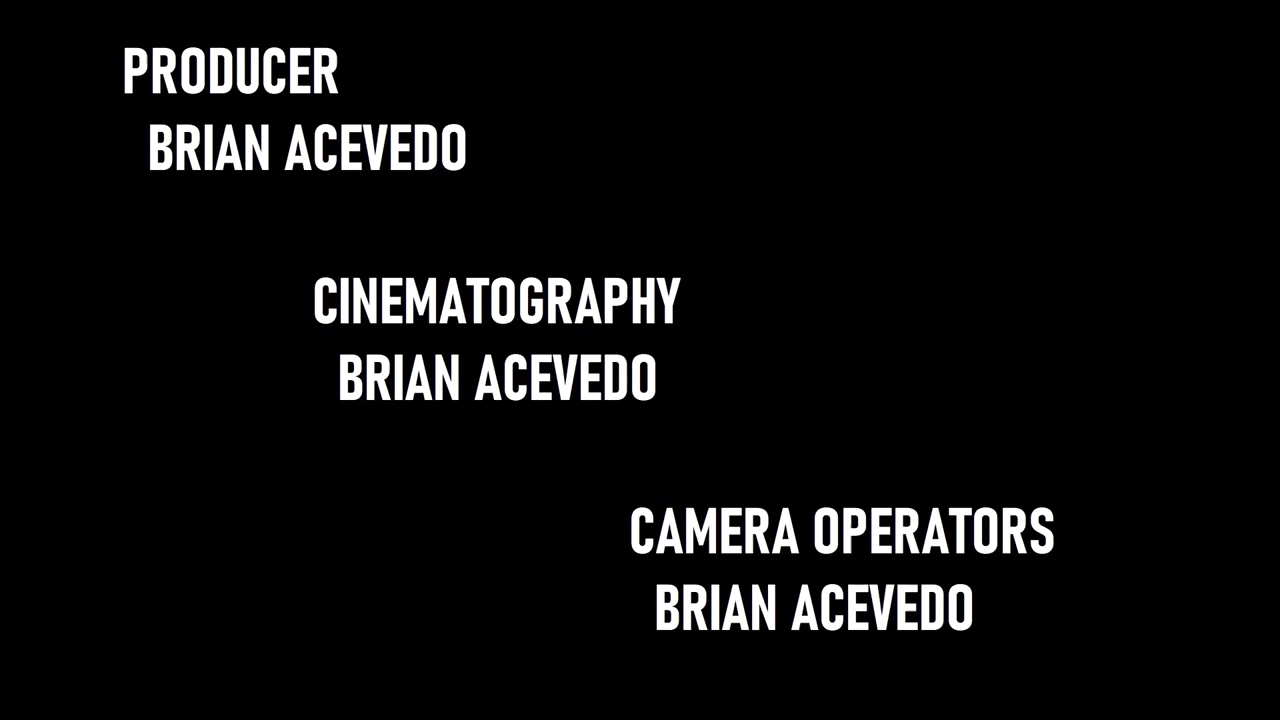 PRODUCER
BRIAN ACEVEDO
CINEMATOGRAPHY
BRIAN ACEVEDO
CAMERA OPERATORS
BRIAN ACEVEDO